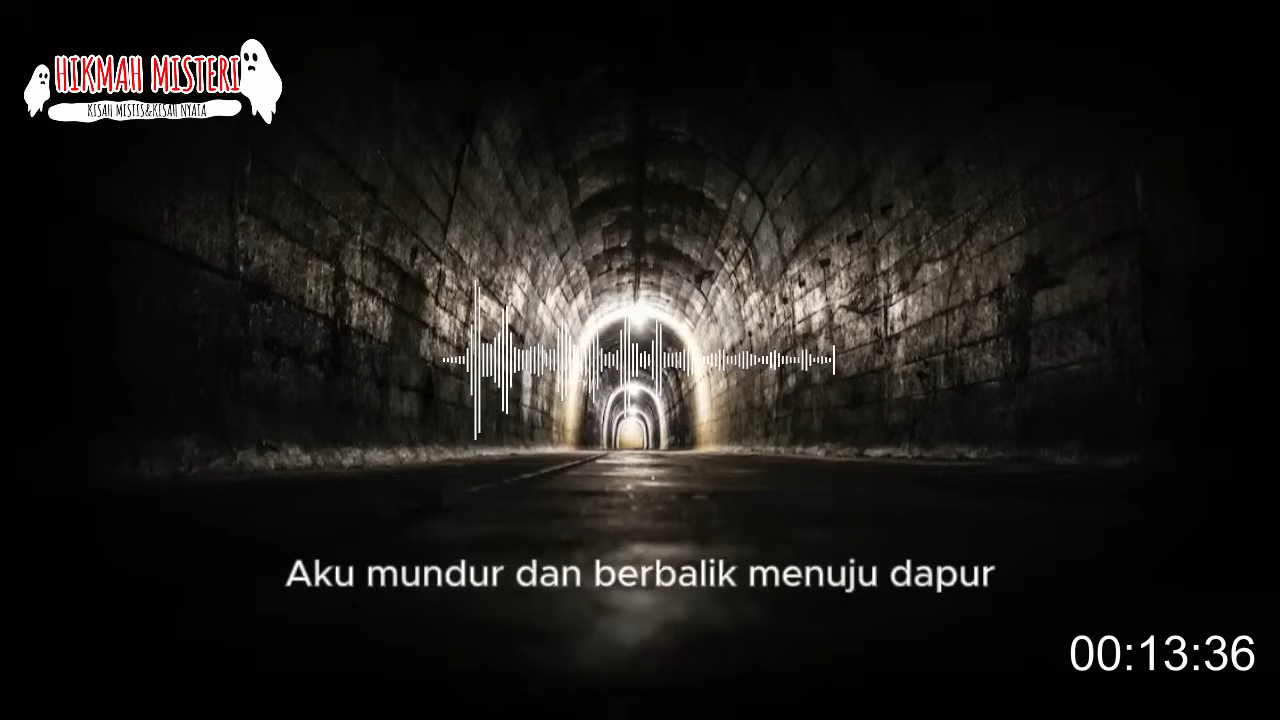 HIKMAH MISTERI
KISAH MISTIS&KISAH NYATA
Aku mundur dan berbalik menuju dapur
00:13:36